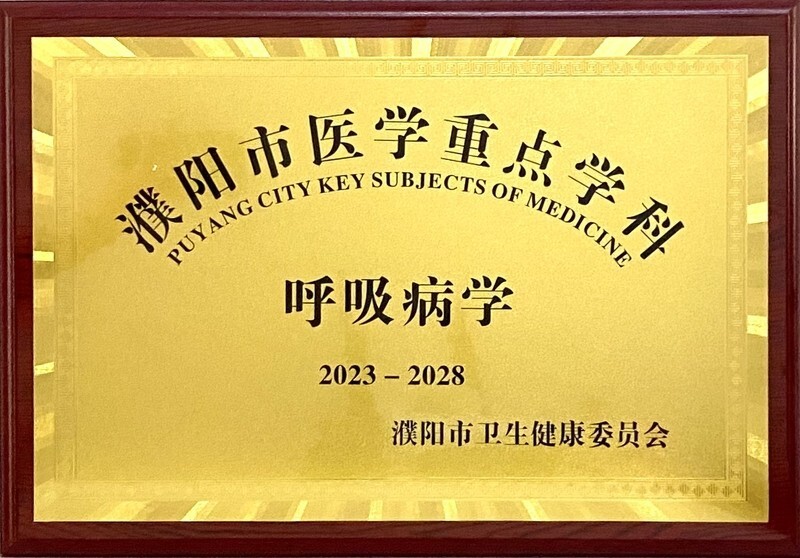 濮阳市医学重点学科
PUYANG CITY KEY SUBJECTS OF MEDICINE
呼吸病学
2023－2028
濮阳市卫生健康委员会